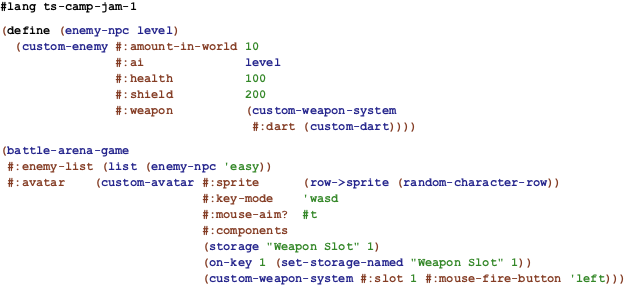 #lang ts-camp-jam-1
(define (enemy-npc level)
(custom-enemy #:amount-in-world 10
#:ai level
#:health 100
#:shield 200
#:weapon (custom-weapon-system
#:dart (custom-dart))))
(battle-arena-game
#:enemy-list (list (enemy-npc 'easy))
#:avatar (custom-avatar #:sprite (row->sprite (random-character-row))
#:key-mode 'wasd
#:mouse-aim? #t
#:components
(storage "Weapon Slot" 1)
(on-key 1 (set-storage-named "Weapon Slot" 1))
(custom-weapon-system #:slot 1 #:mouse-fire-button 'left)))